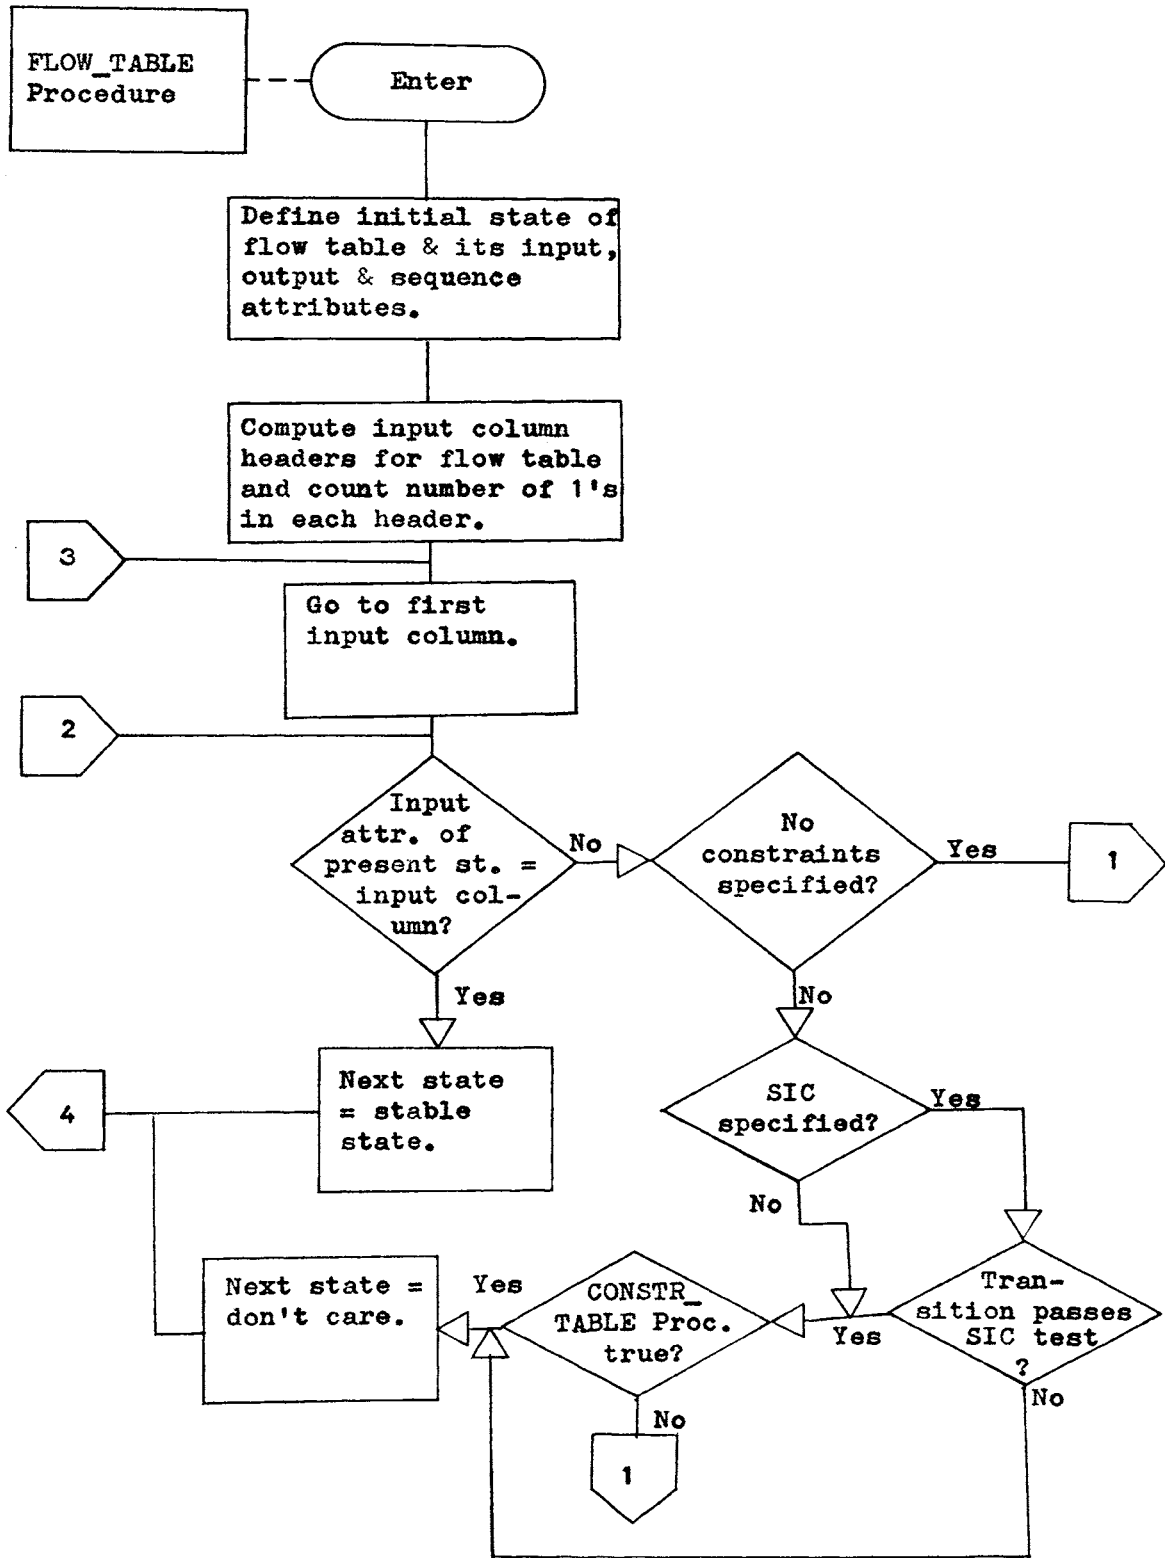 FLOW_TABLE
Procedure
Enter
Define initial state of
flow table & its input,
output & sequence
attributes.
Compute input column
headers for flow table
and count number of 1's
in each header.
3
Go to first
input column.
2
Input
attr. of
present st. =
input col-
umn?
No
No
constraints
specified?
Yes
1
Yes
No
Next state
= stable
state.
4
SIC
specified?
Yes
No
Next state =
don't care.
Yes
CONSTR_
TABLE Proc.
true?
Yes
Tran-
sition passes
SIC test
?
No
No
1